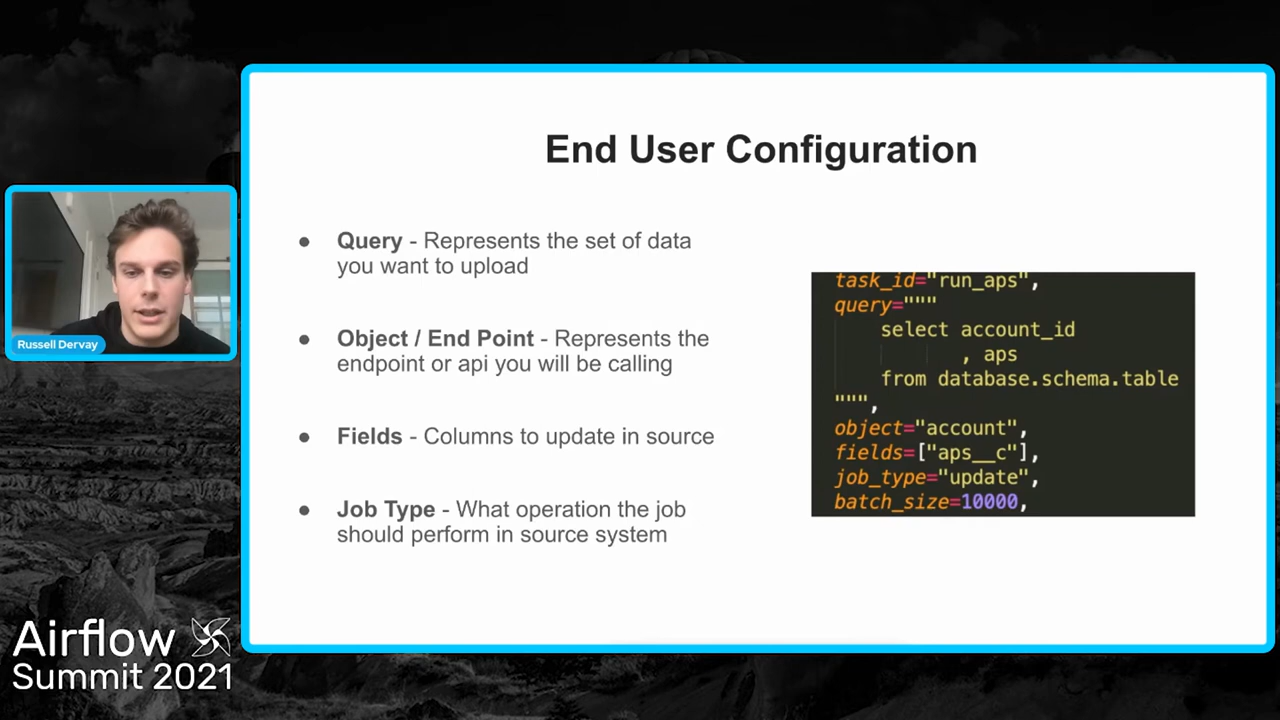 End User Configuration
● Query - Represents the set of data
you want to upload
● Object / End Point - Represents the
endpoint or api you will be calling
● Fields - Columns to update in source
● Job Type - What operation the job
should perform in source system
task_id="run_aps",
query="""
select account_id
, aps
from database.schema.table
""",
object="account",
fields=["aps__c"],
job_type="update",
batch_size=10000,
Russell Dervay
Airflow
Summit 2021